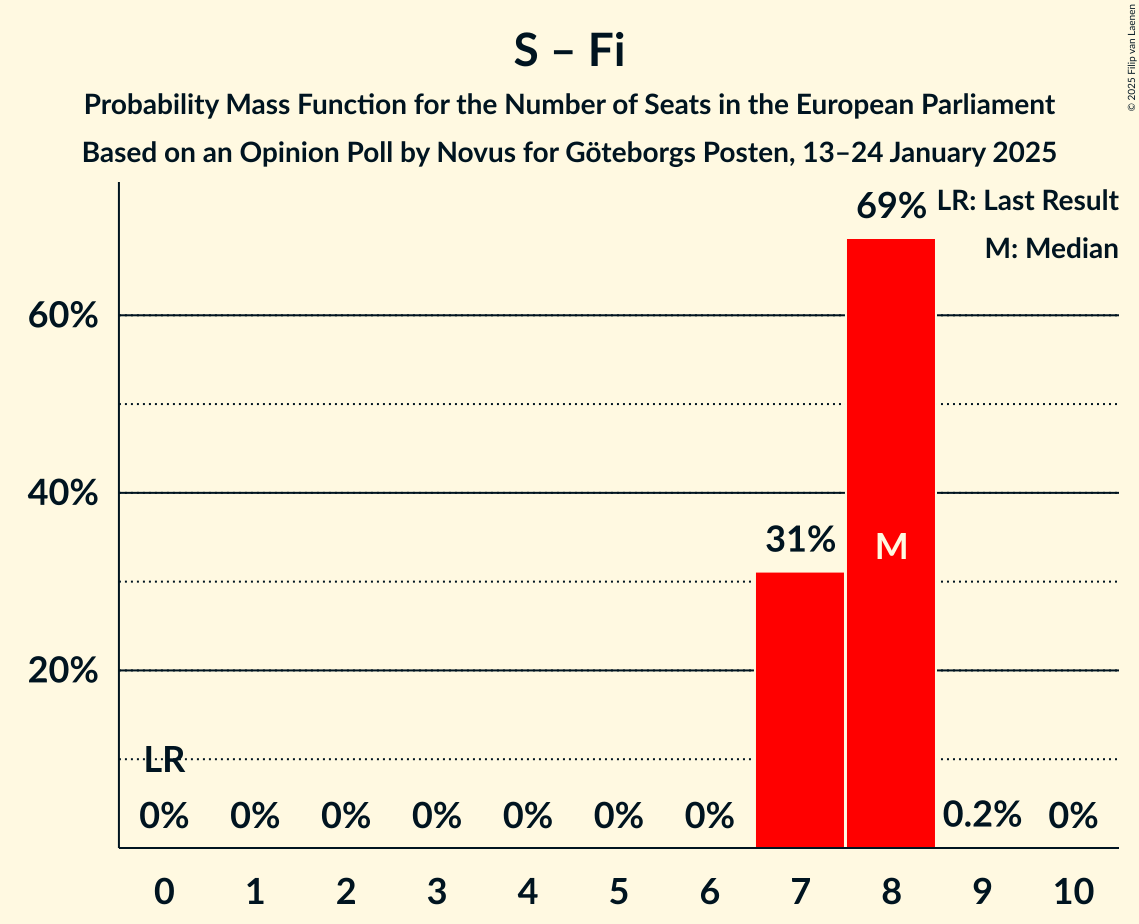 S – Fi
Probability Mass Function for the Number of Seats in the European Parliament
Based on an Opinion Poll by Novus for Göteborgs Posten, 13–24 January 2025
© 2025 Filip van Laenen
LR: Last Result
M: Median
60%
40%
20%
LR
0% 0% 0% 0% 0% 0% 0% 31% 69% 0.2% 0%
M
0 1 2 3 4 5 6 7 8 9 10